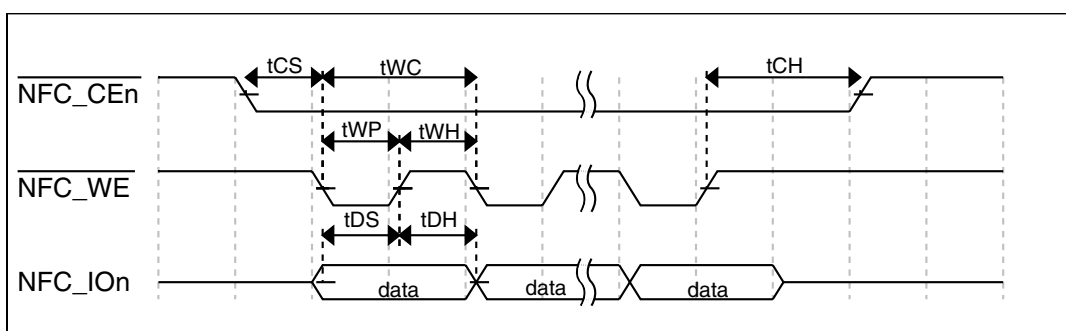 tCS tWC tCH
NFC_CEn
tWP tWH
NFC_WE
tDS tDH
NFC_IOn
data data data